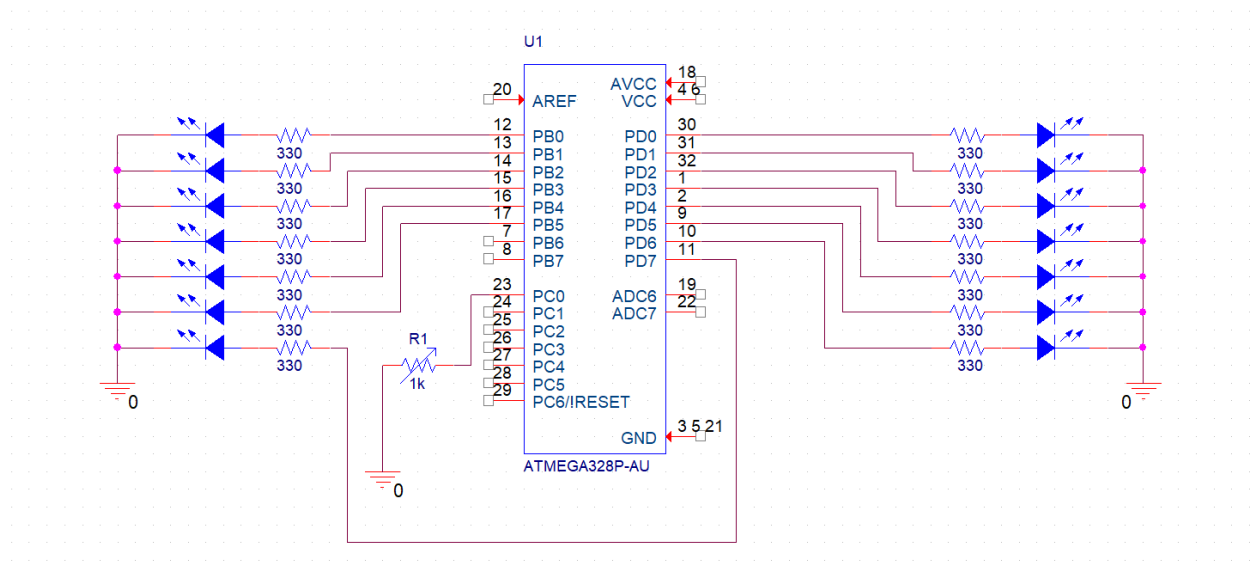 U1
20 AREF
AVCC 18
VCC 4 6
12 PB0
13 PB1
14 PB2
15 PB3
16 PB4
17 PB5
7 PB6
8 PB7
PD0 30
PD1 31
PD2 32
PD3 1
PD4 2
PD5 9
PD6 10
PD7 11
330
330
330
330
330
330
330
330
330
330
330
330
330
330
23 PC0
24 PC1
25 PC2
26 PC3
27 PC4
28 PC5
29 PC6/!RESET
ADC6 19
ADC7 22
R1
1k
0
0
0
GND 3 5 21
ATMEGA328P-AU